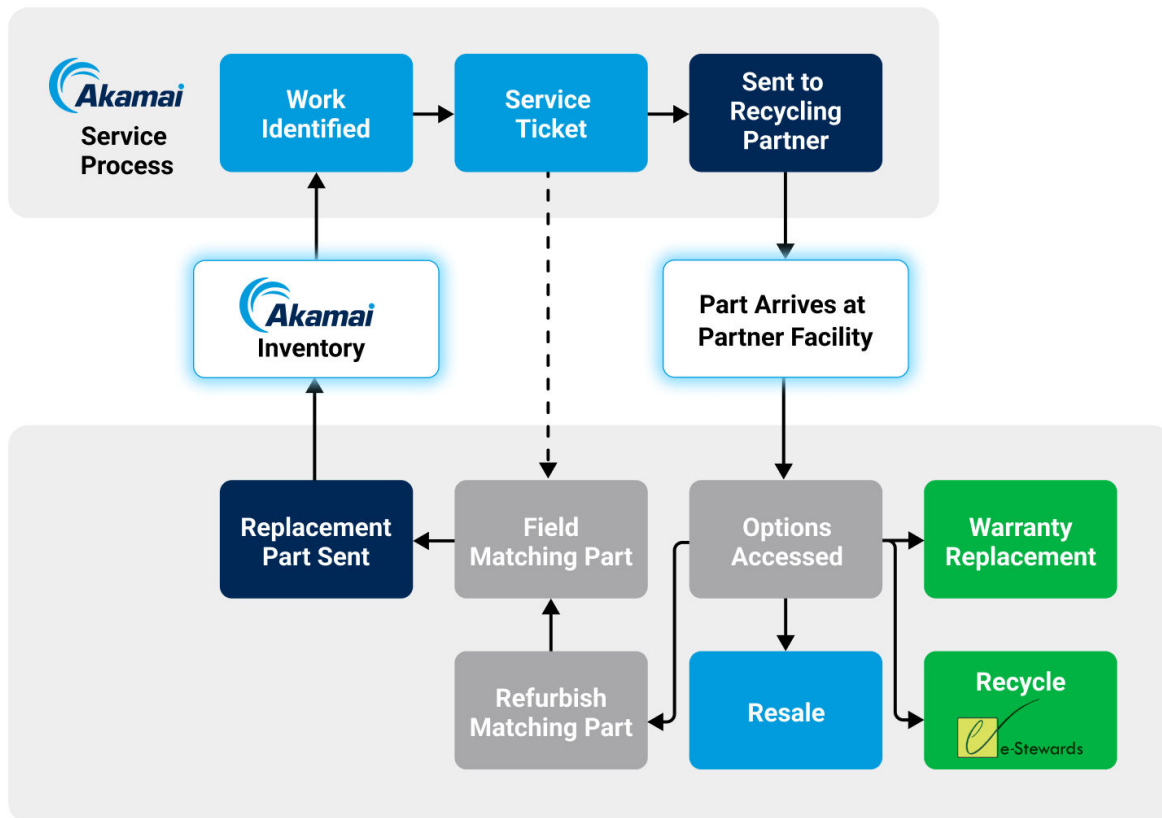 Akamai
Service
Process
Work
Identified
Service
Ticket
Sent to
Recycling
Partner
Akamai
Inventory
Part Arrives at
Partner Facility
Replacement
Part Sent
Field
Matching Part
Options
Accessed
Warranty
Replacement
Refurbish
Matching Part
Resale
Recycle
e-Stewards